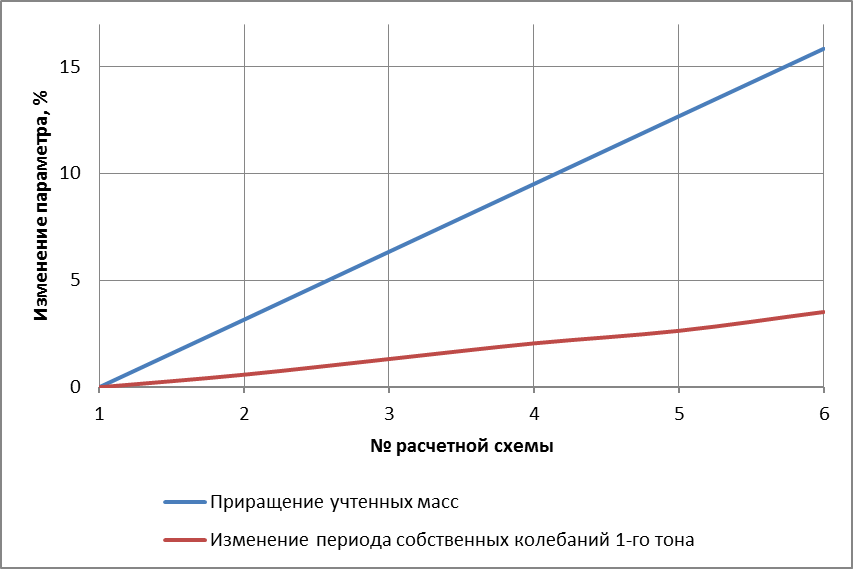 Изменение параметра, %
15
10
5
0
1 2 3 4 5 6
№ расчетной схемы
Приращение учтенных масс
Изменение периода собственных колебаний 1-го тона